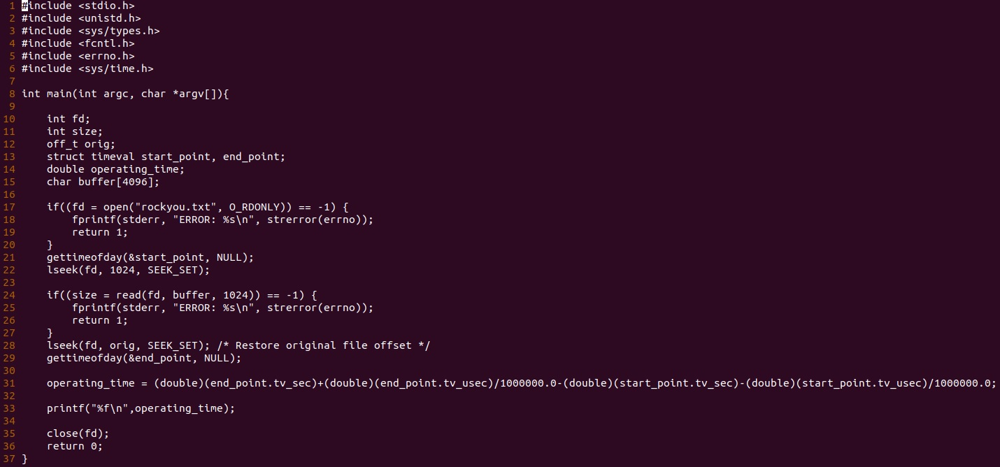 1 #include <stdio.h>
2 #include <unistd.h>
3 #include <sys/types.h>
4 #include <fcntl.h>
5 #include <errno.h>
6 #include <sys/time.h>
7
8 int main(int argc, char *argv[]){
9
10     int fd;
11     int size;
12     off_t orig;
13     struct timeval start_point, end_point;
14     double operating_time;
15     char buffer[4096];
16
17     if((fd = open("rockyou.txt", O_RDONLY)) == -1) {
18         fprintf(stderr, "ERROR: %s\n", strerror(errno));
19         return 1;
20     }
21     gettimeofday(&start_point, NULL);
22     lseek(fd, 1024, SEEK_SET);
23
24     if((size = read(fd, buffer, 1024)) == -1) {
25         fprintf(stderr, "ERROR: %s\n", strerror(errno));
26         return 1;
27     }
28     lseek(fd, orig, SEEK_SET); /* Restore original file offset */
29     gettimeofday(&end_point, NULL);
30
31     operating_time = (double)(end_point.tv_sec)+(double)(end_point.tv_usec)/1000000.0-(double)(start_point.tv_sec)-(double)(start_point.tv_usec)/1000000.0;
32
33     printf("%f\n",operating_time);
34
35     close(fd);
36     return 0;
37 }